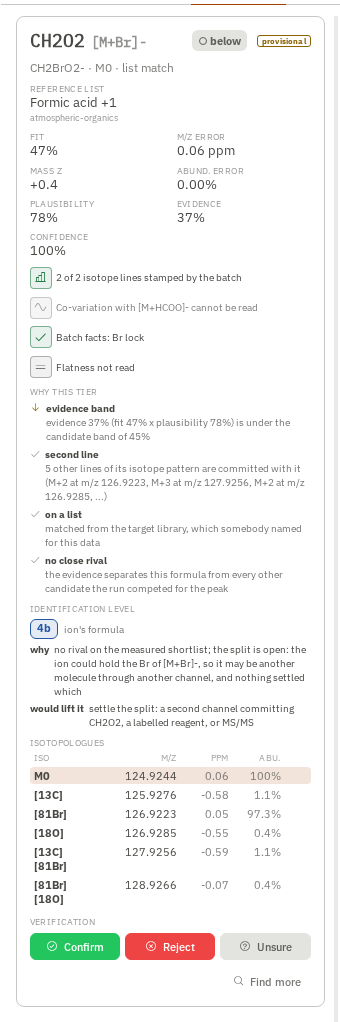 CH2O2 [M+Br]-
below
provisional
CH2BrO2- · M0 · list match
REFERENCE LIST
Formic acid +1
atmospheric-organics
FIT M/Z ERROR
47% 0.06 ppm
MASS Z ABUND. ERROR
+0.4 0.00%
PLAUSIBILITY EVIDENCE
78% 37%
CONFIDENCE
100%
2 of 2 isotope lines stamped by the batch
Co-variation with [M+HCOO]- cannot be read
Batch facts: Br lock
Flatness not read
WHY THIS TIER
evidence band
evidence 37% (fit 47% x plausibility 78%) is under the
candidate band of 45%
second line
5 other lines of its isotope pattern are committed with it
(M+2 at m/z 126.9223, M+3 at m/z 127.9256, M+2 at m/z
126.9285, ...)
on a list
matched from the target library, which somebody named
for this data
no close rival
the evidence separates this formula from every other
candidate the run competed for the peak
IDENTIFICATION LEVEL
4b ion's formula
why no rival on the measured shortlist; the split is open: the
ion could hold the Br of [M+Br]-, so it may be another
molecule through another channel, and nothing settled
which
would lift it settle the split: a second channel committing
CH2O2, a labelled reagent, or MS/MS
ISOTOPOLOGUES
ISO M/Z PPM ABU.
M0 124.9244 0.06 100%
[13C] 125.9276 -0.58 1.1%
[81Br] 126.9223 0.05 97.3%
[18O] 126.9285 -0.55 0.4%
[13C] 127.9256 -0.59 1.1%
[81Br]
[81Br] 128.9266 -0.07 0.4%
[18O]
VERIFICATION
Confirm Reject Unsure
Find more